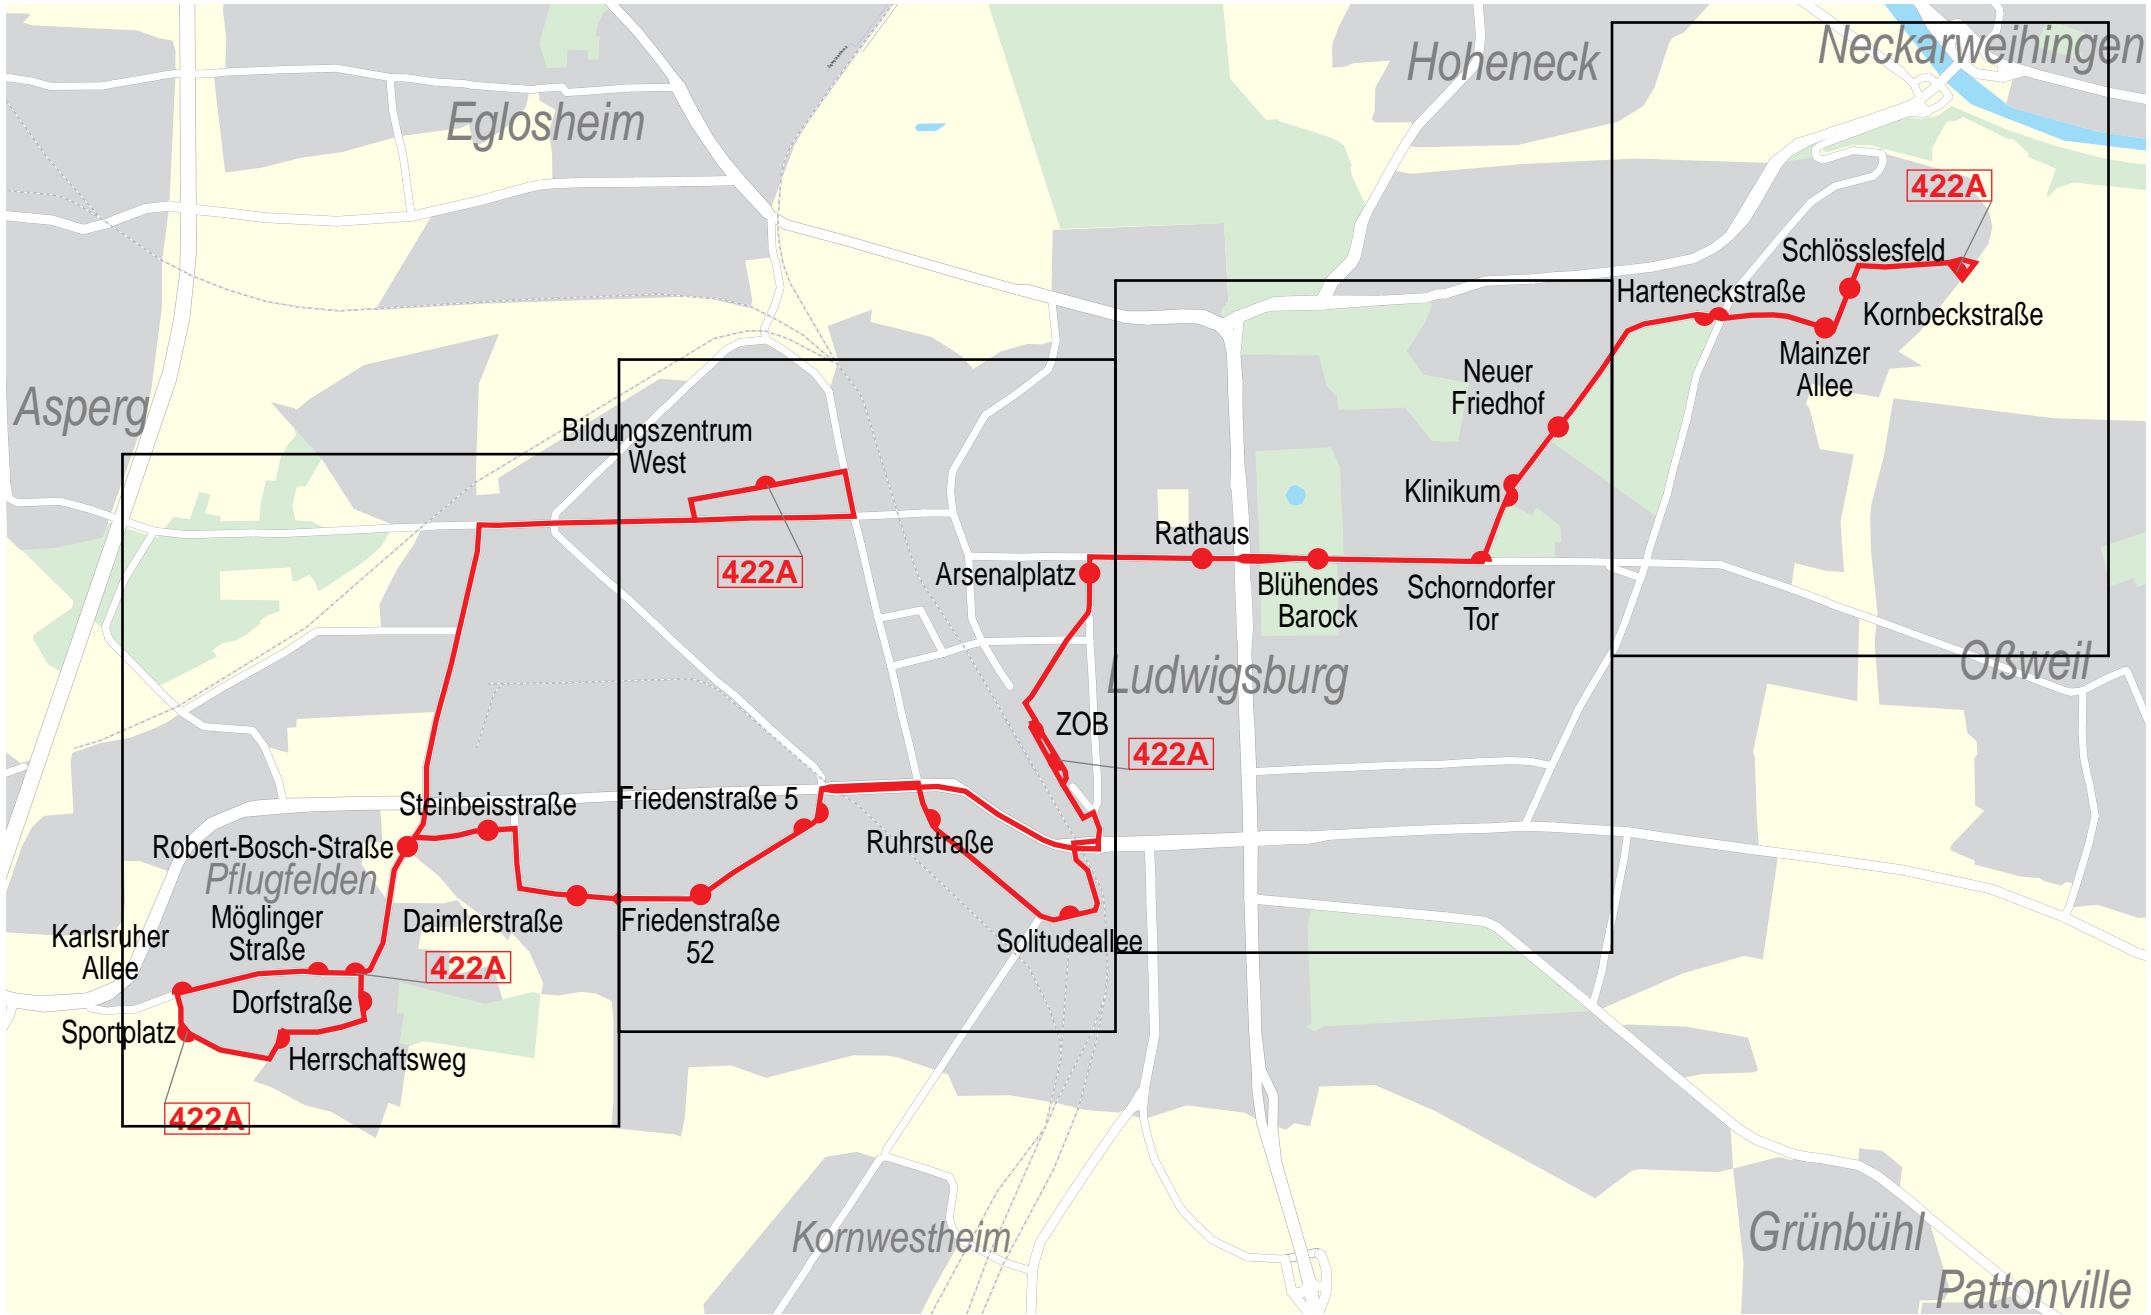 Neckarweihingen
Hoheneck
Eglosheim
422A
Schlösslesfeld
Harteneckstraße
Kornbeckstraße
Mainzer
Allee
Neuer
Friedhof
Asperg
Bildungszentrum
West
Klinikum
Rathaus
422A
Arsenalplatz
Blühendes
Barock
Schorndorfer
Tor
Ludwigsburg
Oßweil
ZOB
422A
Steinbeisstraße
Friedenstraße 5
Robert-Bosch-Straße
Ruhrstraße
Pflugfelden
Möglinger
Straße
Daimlerstraße
Friedenstraße
52
Karlsruher
Allee
Solitudeallee
422A
Dorfstraße
Sportplatz
Herrschaftsweg
422A
Kornwestheim
Grünbühl
Pattonville